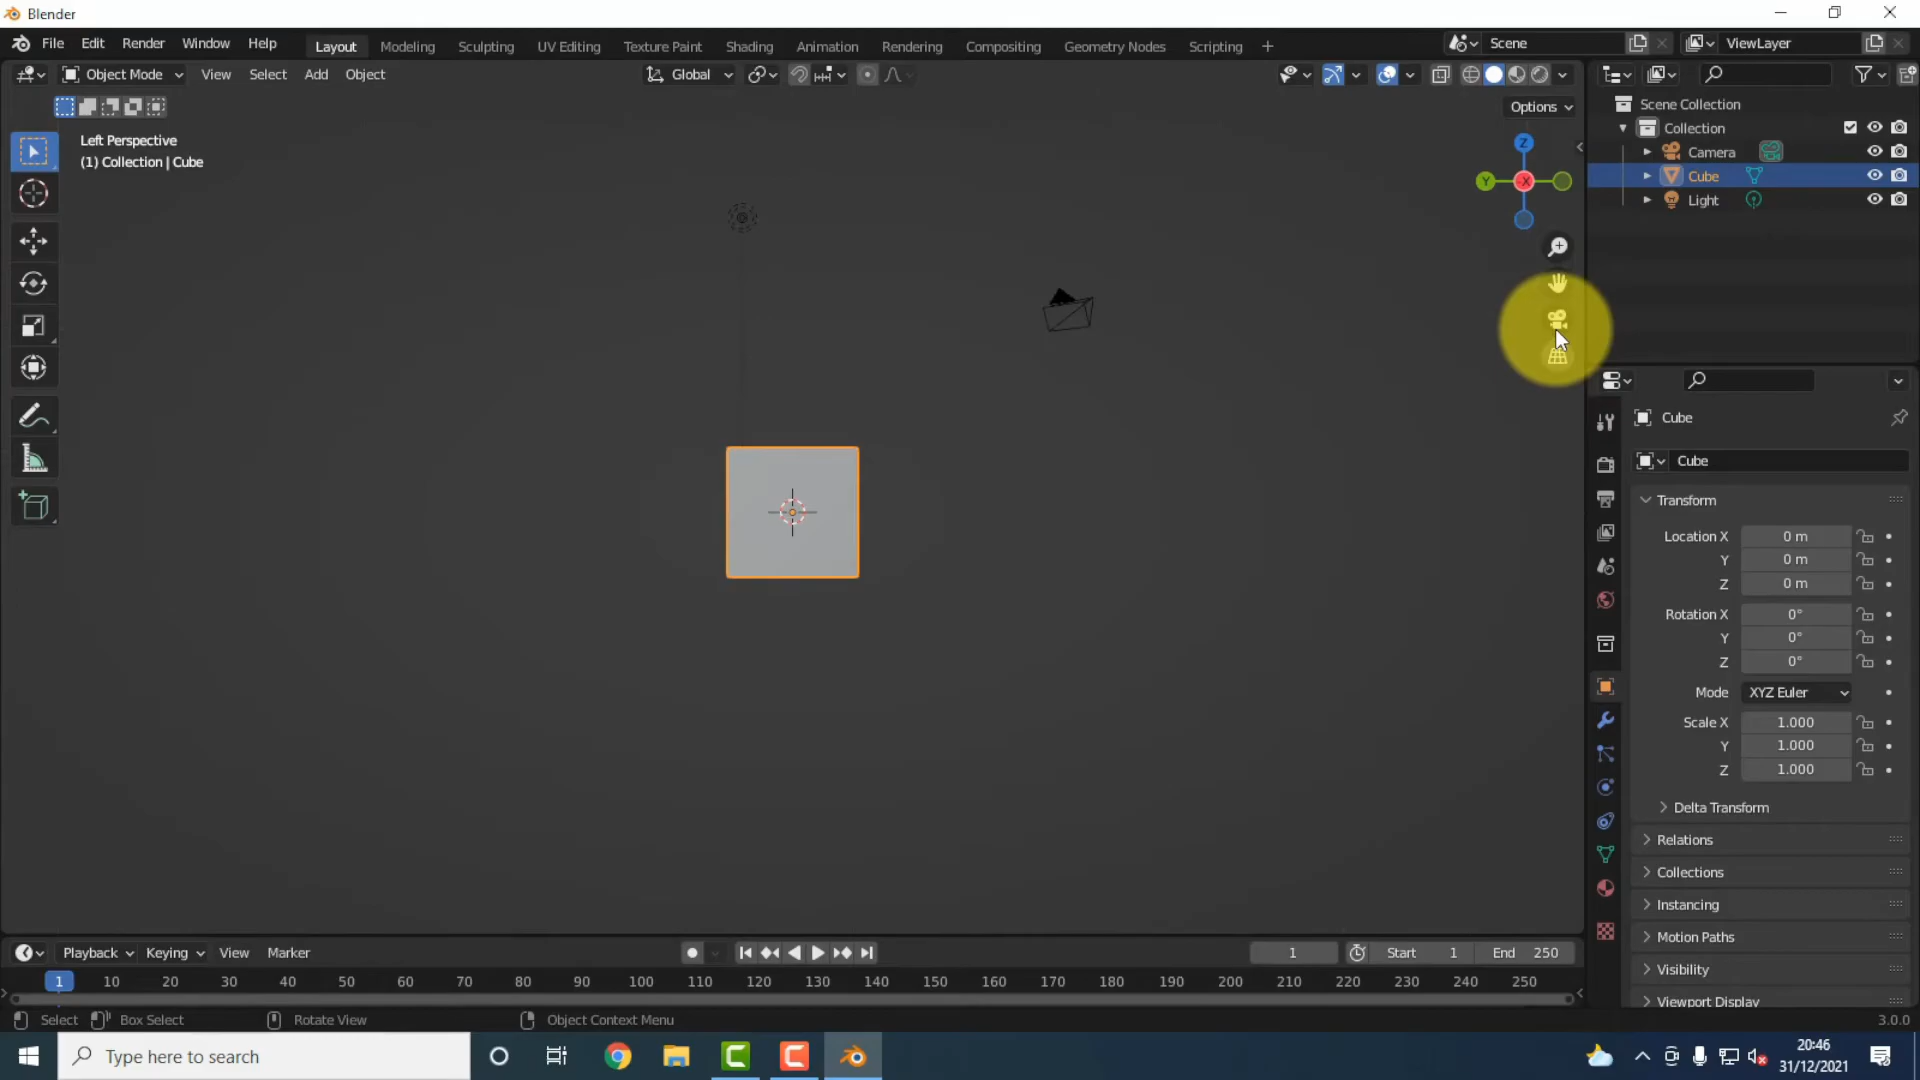 Blender
File Edit Render Window Help Layout Modeling Sculpting UV Editing Texture Paint Shading Animation Rendering Compositing Geometry Nodes Scripting + Scene ViewLayer
Object Mode View Select Add Object Global
Options
Left Perspective
(1) Collection | Cube
Z
Y
X
Scene Collection
Collection
Camera
Cube
Light
Cube
Cube
Transform
Location X 0 m
Y 0 m
Z 0 m
Rotation X 0°
Y 0°
Z 0°
Mode XYZ Euler
Scale X 1.000
Y 1.000
Z 1.000
Delta Transform
Relations
Collections
Instancing
Motion Paths
Visibility
Viewport Display
Playback Keying View Marker 1 Start 1 End 250
1 10 20 30 40 50 60 70 80 90 100 110 120 130 140 150 160 170 180 190 200 210 220 230 240 250
Select Box Select Rotate View Object Context Menu 3.0.0
Type here to search
20:46
31/12/2021